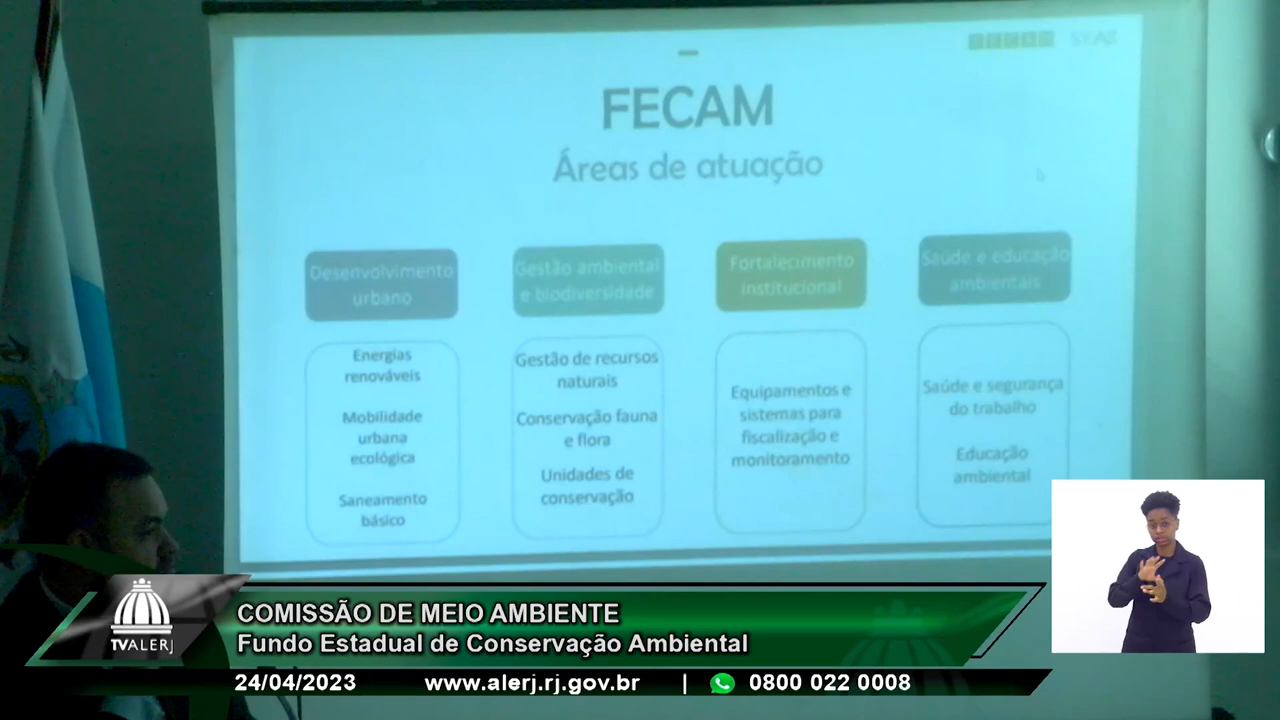 FECAM
FECAM
Áreas de atuação
Desenvolvimento
urbano
Gestão ambiental
e biodiversidade
Fortalecimento
institucional
Saúde e educação
ambientais
Energias
renováveis
Mobilidade
urbana
ecológica
Saneamento
básico
Gestão de recursos
naturais
Conservação fauna
e flora
Unidades de
conservação
Equipamentos e
sistemas para
fiscalização e
monitoramento
Saúde e segurança
do trabalho
Educação
ambiental
TVALERJ
COMISSÃO DE MEIO AMBIENTE
Fundo Estadual de Conservação Ambiental
24/04/2023 www.alerj.rj.gov.br | 0800 022 0008